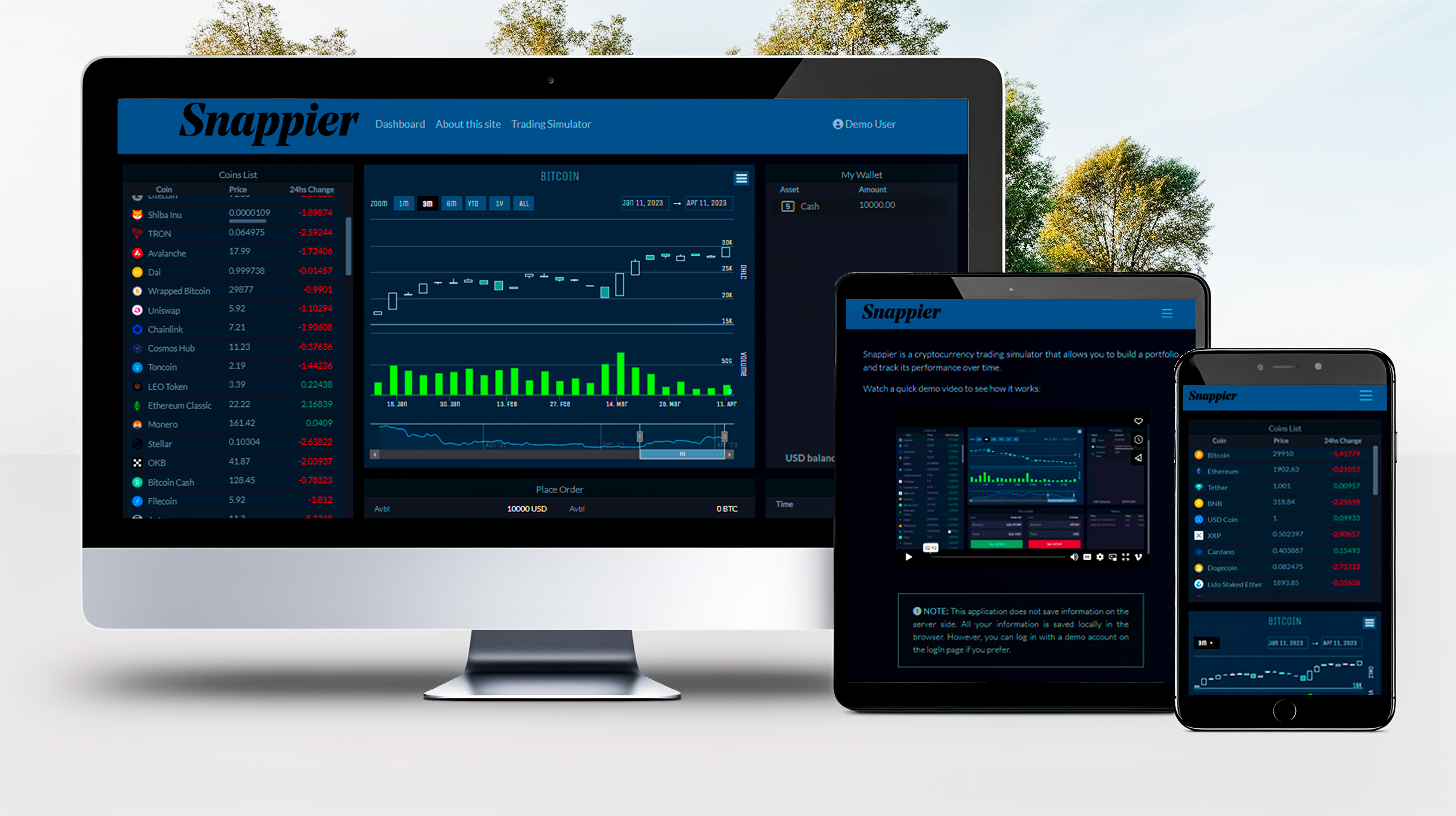 Snappier
Dashboard About this site Trading Simulator
Demo User
Coins List
Coin Price 24hs Change
Shiba Inu 0.0000109 -1.89874
TRON 0.064975 -2.59244
Avalanche 17.99 -1.72406
Dai 0.999738 -0.01457
Wrapped Bitcoin 29877 -0.9901
Uniswap 5.92 -1.10294
Chainlink 7.21 -1.90608
Cosmos Hub 11.23 -0.37636
Toncoin 2.19 -1.44236
LEO Token 3.39 0.22438
Ethereum Classic 22.22 2.16839
Monero 161.42 0.0409
Stellar 0.10304 -2.63822
OKB 41.87 -2.03937
Bitcoin Cash 128.45 -0.78323
Filecoin 5.92 -1.812
BITCOIN
ZOOM 1M 3M 6M YTD 1Y ALL
Jan 11, 2023 → Apr 11, 2023
30K
25K
20K
15K
OHLC
50G
0
VOLUME
16. Jan 30. Jan 13. Feb 27. Feb 14. Mar 28. Mar 11. Apr
Place Order
Avbl 10000 USD Avbl 0 BTC
My Wallet
Asset Amount
Cash 10000.00
USD balanc
Time
Snappier
Snappier is a cryptocurrency trading simulator that allows you to build a portfolio
and track its performance over time.
Watch a quick demo video to see how it works:
02:43
NOTE: This application does not save information on the
server side. All your information is saved locally in the
browser. However, you can log in with a demo account on
the logIn page if you prefer.
Snappier
Coins List
Coin Price 24hs Change
Bitcoin 29910 -1.41779
Ethereum 1902.63 -0.21053
Tether 1.001 0.00957
BNB 318.84 -2.25698
USD Coin 1 0.09933
XRP 0.502397 -2.90657
Cardano 0.403887 0.15493
Dogecoin 0.082475 -2.71713
Lido Staked Ether 1893.85 -0.35656
BITCOIN
3M
Jan 11, 2023 → Apr 11, 2023
OHLC
10K